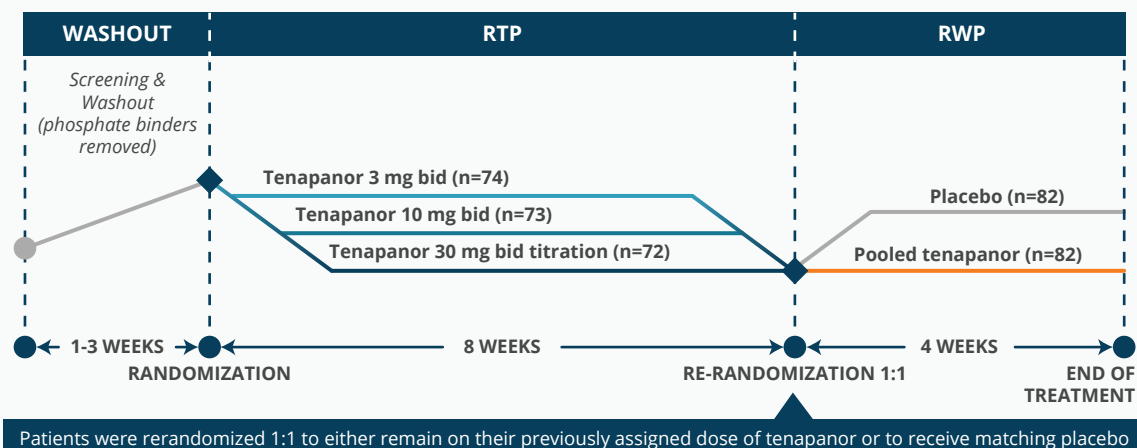 WASHOUT
RTP
RWP
Screening &
Washout
(phosphate binders
removed)
Tenapanor 3 mg bid (n=74)
Tenapanor 10 mg bid (n=73)
Tenapanor 30 mg bid titration (n=72)
Placebo (n=82)
Pooled tenapanor (n=82)
1-3 WEEKS
8 WEEKS
4 WEEKS
RANDOMIZATION
RE-RANDOMIZATION 1:1
END OF
TREATMENT
Patients were rerandomized 1:1 to either remain on their previously assigned dose of tenapanor or to receive matching placebo